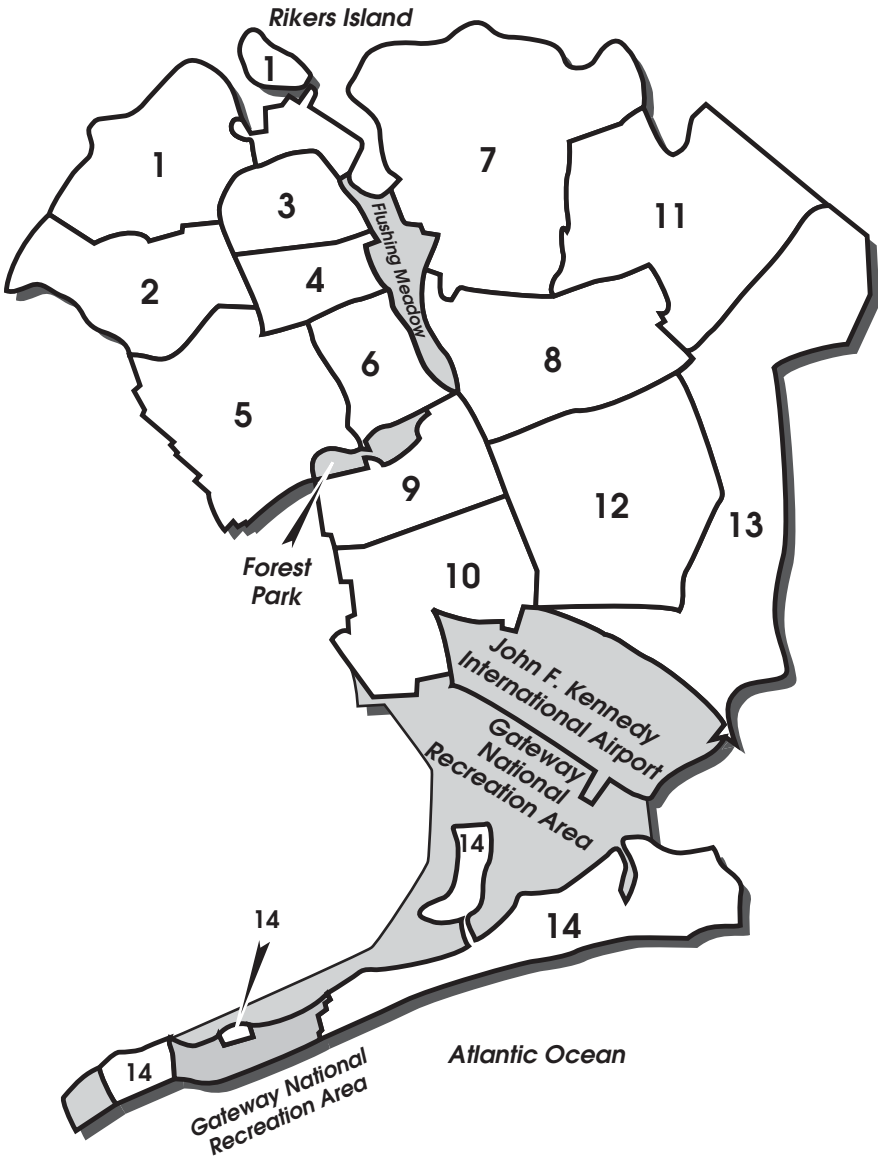 Rikers Island
1
1
7
3
11
Flushing Meadow
4
2
8
6
5
9
12
13
Forest
Park
10
John F. Kennedy
International Airport
Gateway
National
Recreation Area
14
14
14
Atlantic Ocean
14
Gateway National
Recreation Area